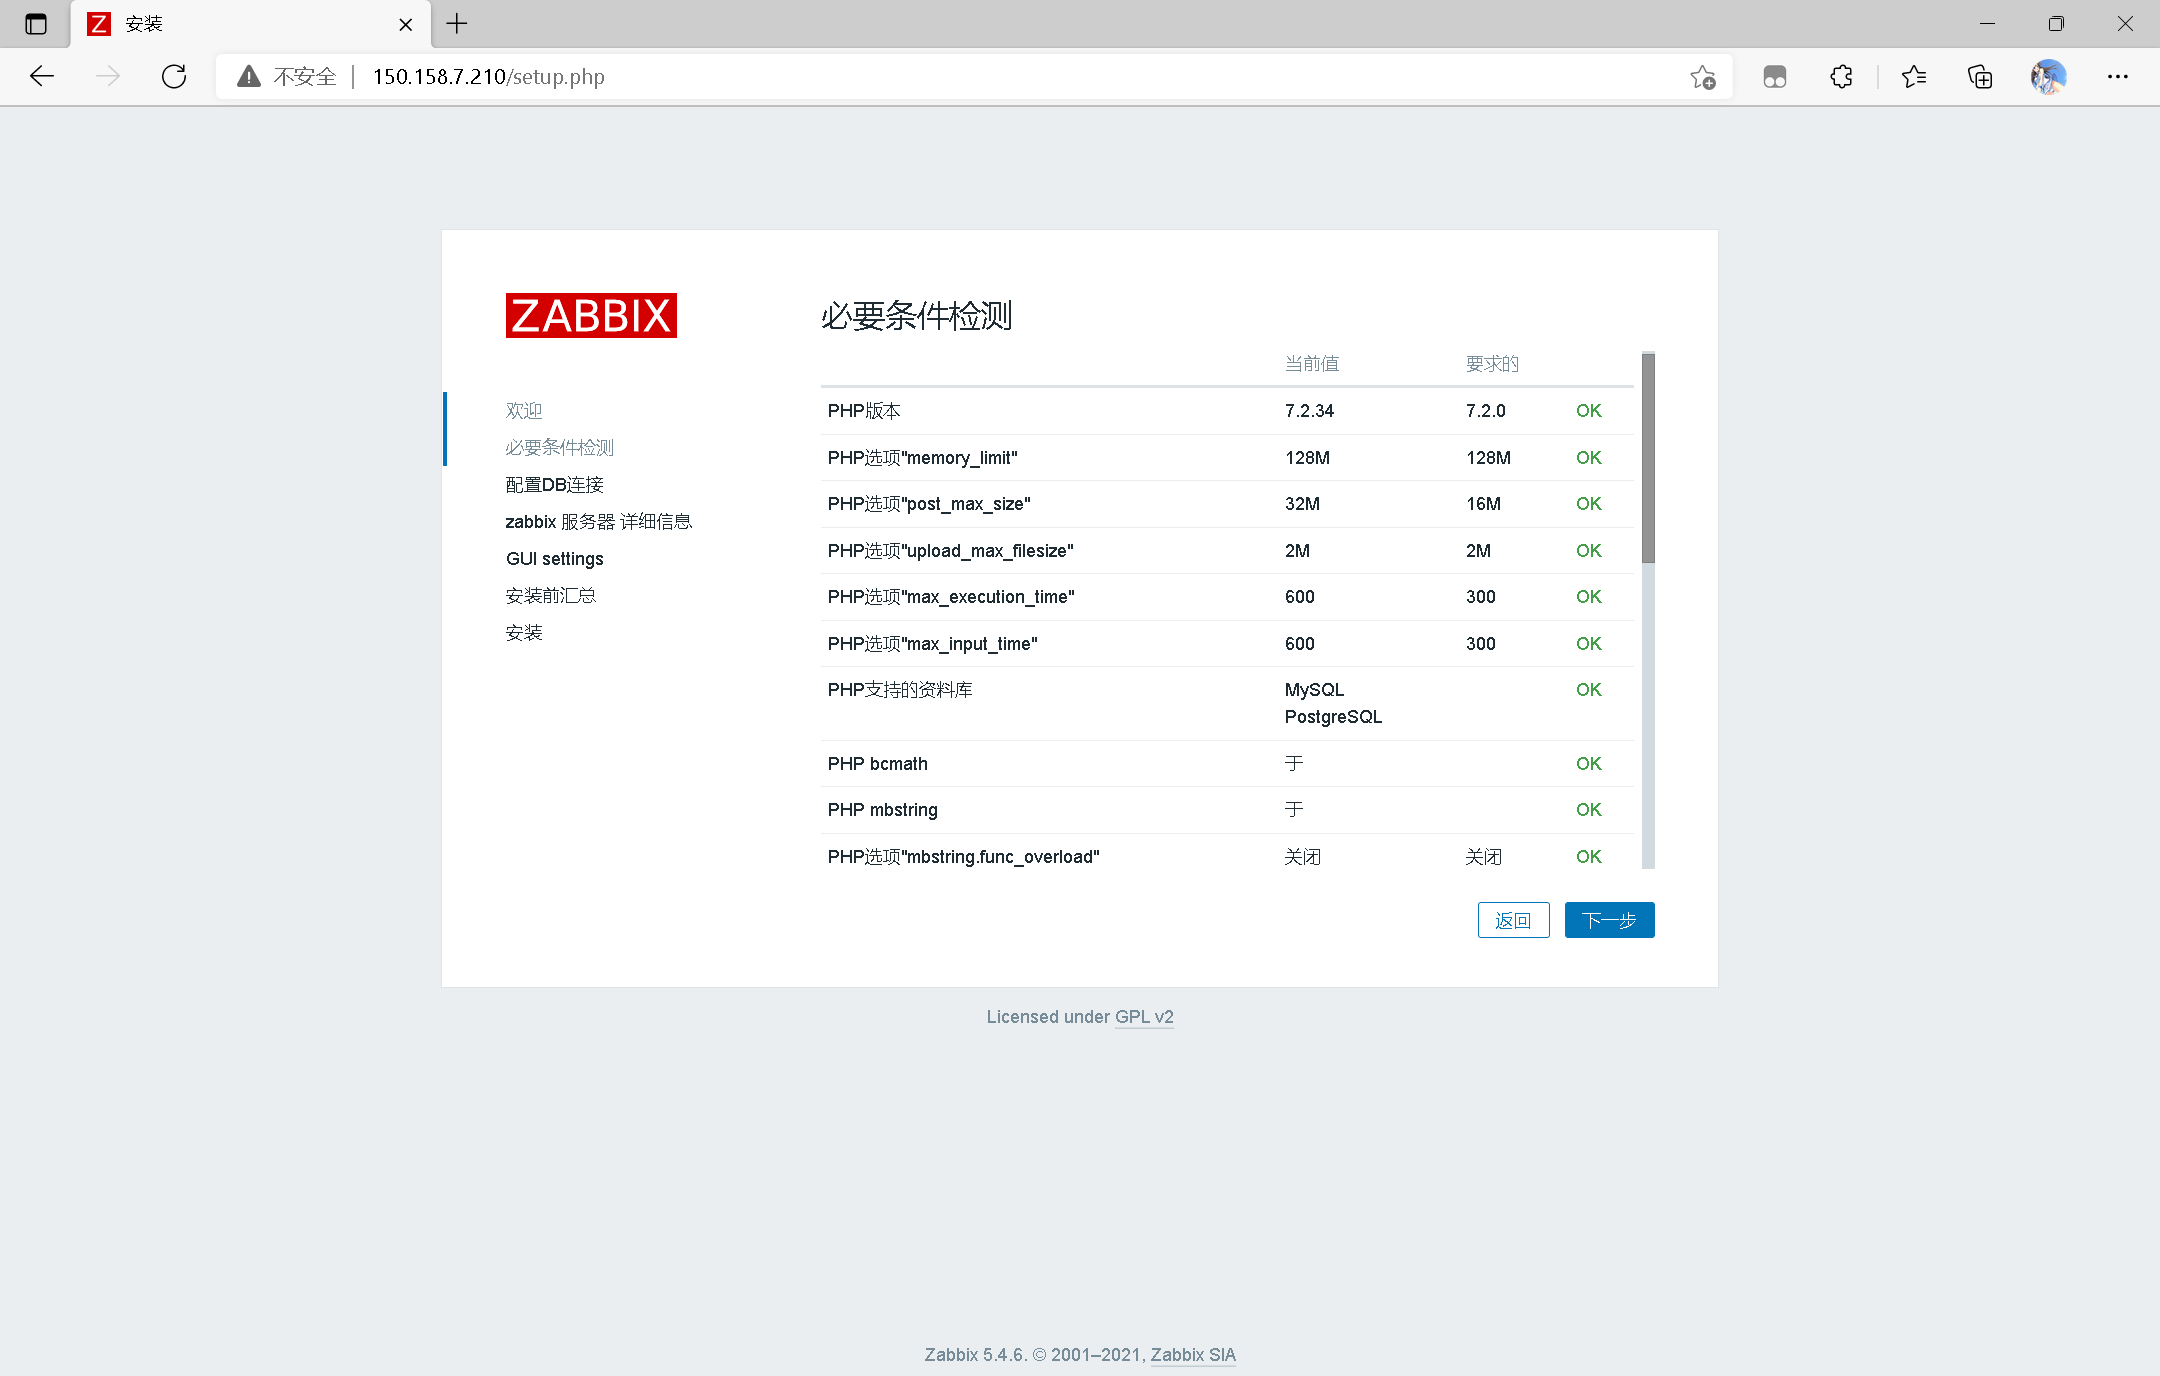 Z 安装
不安全 150.158.7.210/setup.php
ZABBIX
欢迎
必要条件检测
配置DB连接
zabbix 服务器 详细信息
GUI settings
安装前汇总
安装
必要条件检测
当前值 要求的
PHP版本 7.2.34 7.2.0 OK
PHP选项"memory_limit" 128M 128M OK
PHP选项"post_max_size" 32M 16M OK
PHP选项"upload_max_filesize" 2M 2M OK
PHP选项"max_execution_time" 600 300 OK
PHP选项"max_input_time" 600 300 OK
PHP支持的资料库 MySQL OK
PostgreSQL
PHP bcmath 于 OK
PHP mbstring 于 OK
PHP选项"mbstring.func_overload" 关闭 关闭 OK
返回 下一步
Licensed under GPL v2
Zabbix 5.4.6. © 2001–2021, Zabbix SIA